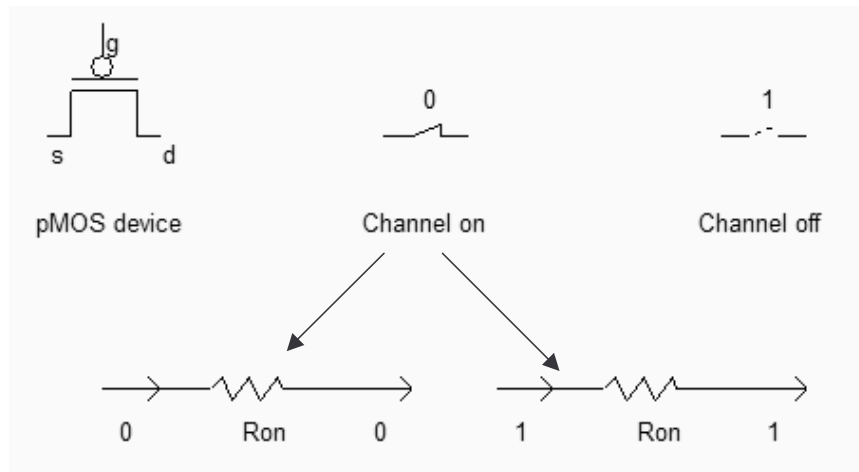 g
0
1
s d
pMOS device
Channel on
Channel off
0 Ron 0
1 Ron 1